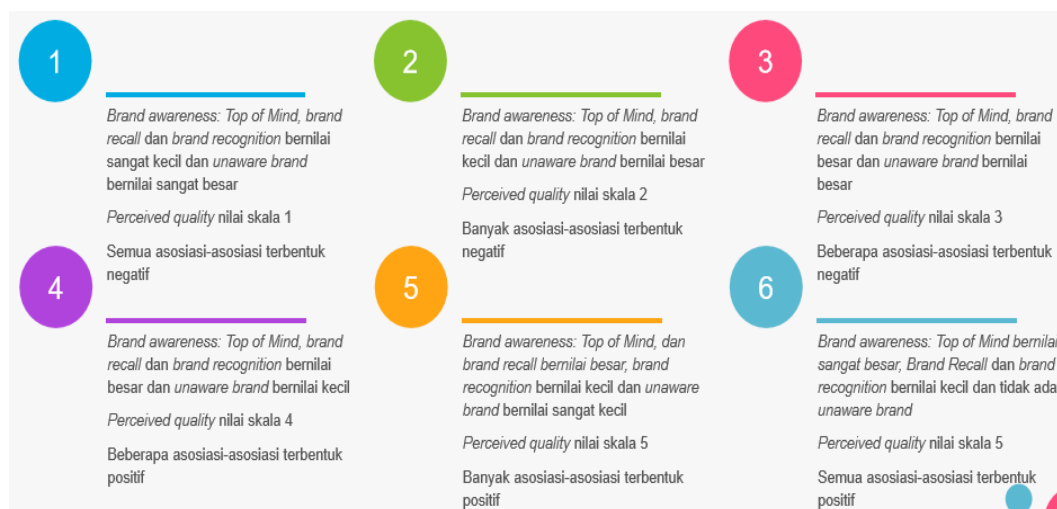 1
Brand awareness: Top of Mind, brand
recall dan brand recognition bernilai
sangat kecil dan unaware brand
bernilai sangat besar
Perceived quality nilai skala 1
Semua asosiasi-asosiasi terbentuk
negatif
2
Brand awareness: Top of Mind, brand
recall dan brand recognition bernilai
kecil dan unaware brand bernilai besar
Perceived quality nilai skala 2
Banyak asosiasi-asosiasi terbentuk
negatif
3
Brand awareness: Top of Mind, brand
recall dan brand recognition bernilai
besar dan unaware brand bernilai
besar
Perceived quality nilai skala 3
Beberapa asosiasi-asosiasi terbentuk
negatif
4
Brand awareness: Top of Mind, brand
recall dan brand recognition bernilai
besar dan unaware brand bernilai kecil
Perceived quality nilai skala 4
Beberapa asosiasi-asosiasi terbentuk
positif
5
Brand awareness: Top of Mind, dan
brand recall bernilai besar, brand
recognition bernilai kecil dan unaware
brand bernilai sangat kecil
Perceived quality nilai skala 5
Banyak asosiasi-asosiasi terbentuk
positif
6
Brand awareness: Top of Mind bernilai
sangat besar, Brand Recall dan brand
recognition bernilai kecil dan tidak ada
unaware brand
Perceived quality nilai skala 5
Semua asosiasi-asosiasi terbentuk
positif